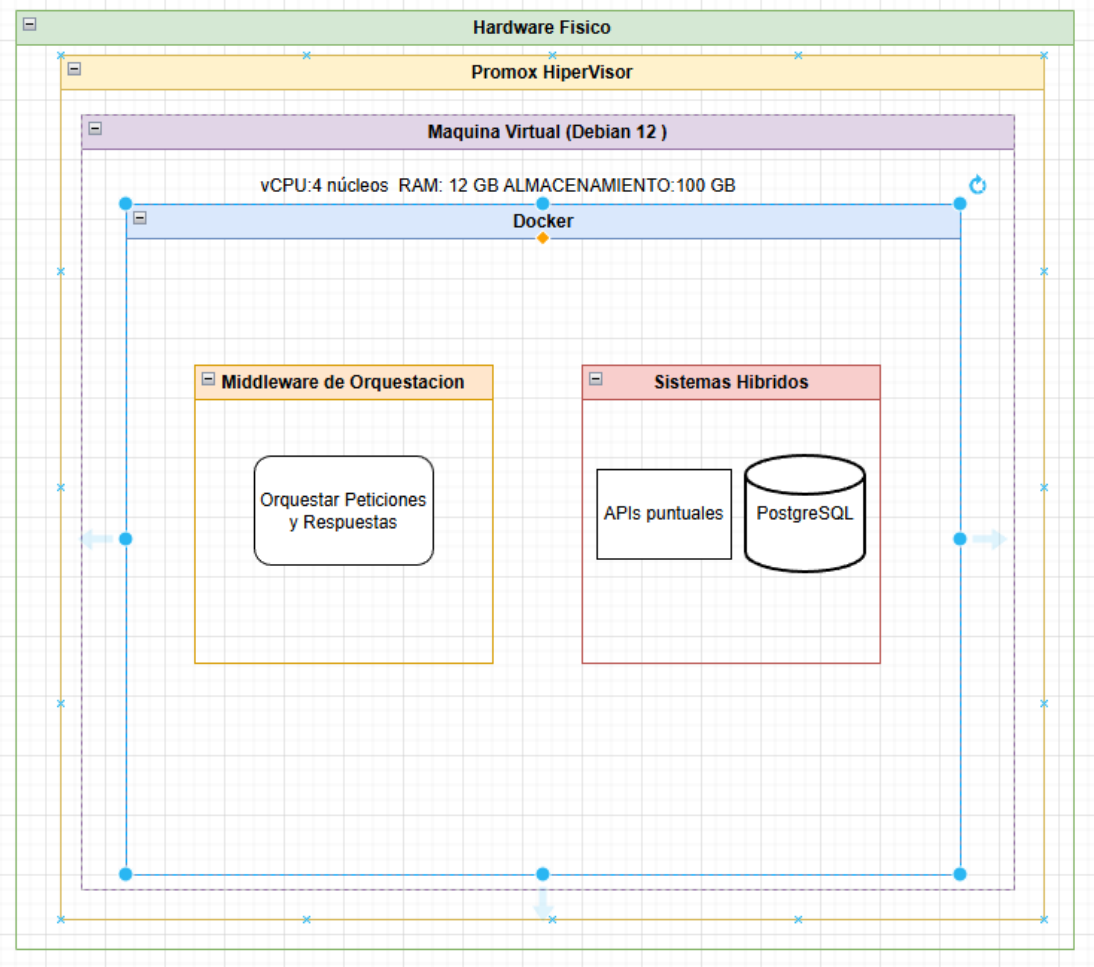 Hardware Fisico
Promox HiperVisor
Maquina Virtual (Debian 12 )
vCPU:4 núcleos  RAM: 12 GB ALMACENAMIENTO:100 GB
Docker
Middleware de Orquestacion
Orquestar Peticiones
y Respuestas
Sistemas Hibridos
APIs puntuales
PostgreSQL